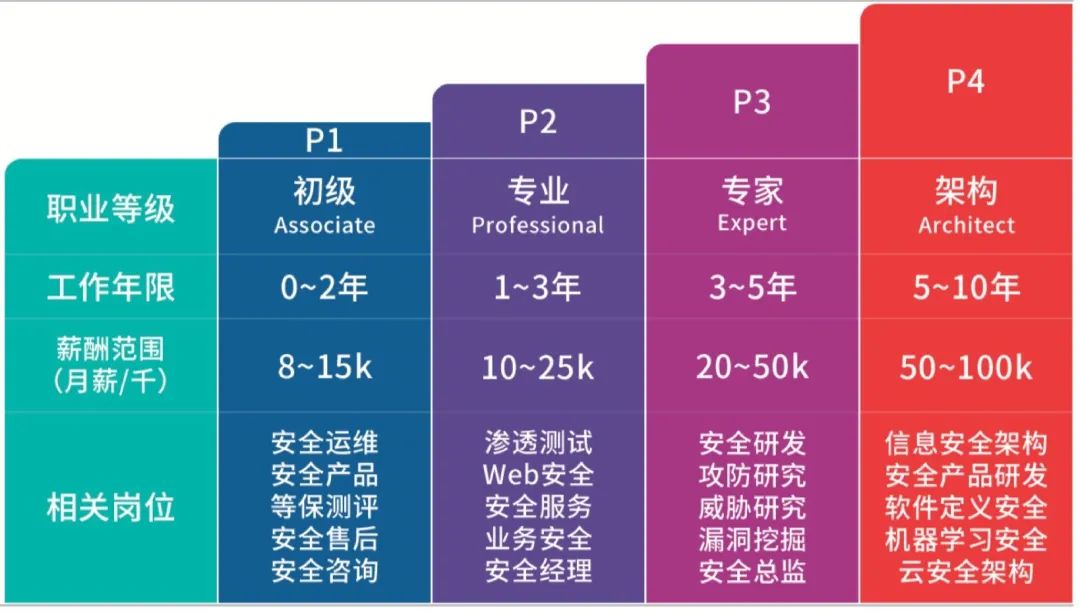 P1
P2
P3
P4
职业等级
初级
Associate
专业
Professional
专家
Expert
架构
Architect
工作年限
0~2年
1~3年
3~5年
5~10年
薪酬范围
（月薪/千）
8~15k
10~25k
20~50k
50~100k
相关岗位
安全运维
安全产品
等保测评
安全售后
安全咨询
渗透测试
Web安全
安全服务
业务安全
安全经理
安全研发
攻防研究
威胁研究
漏洞挖掘
安全总监
信息安全架构
安全产品研发
软件定义安全
机器学习安全
云安全架构